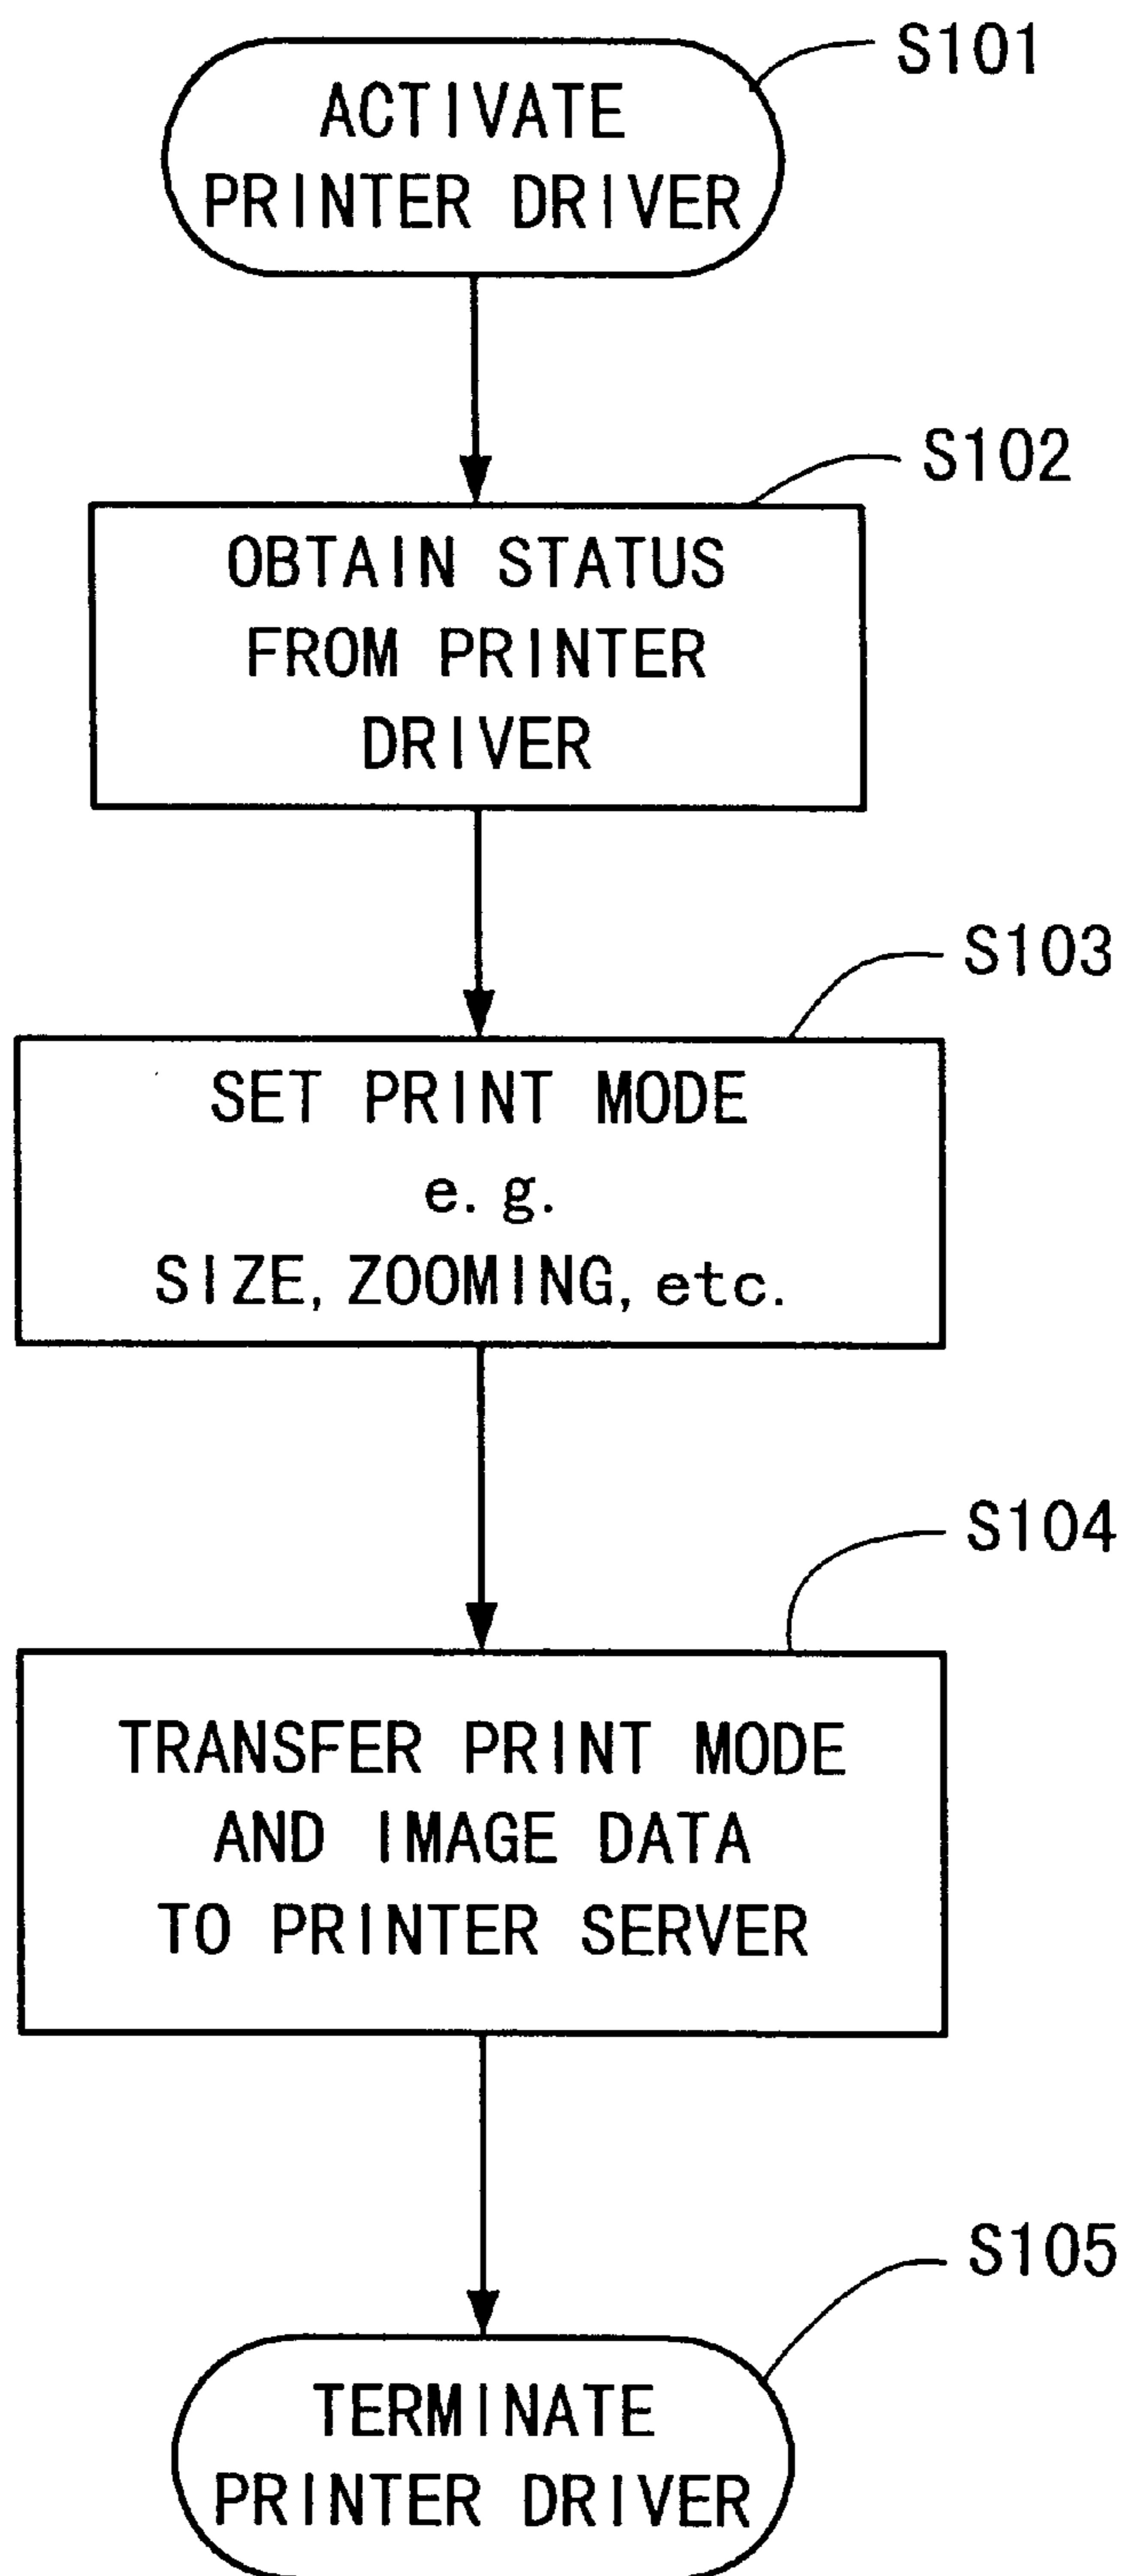 S101
ACTIVATE
PRINTER DRIVER
S102
OBTAIN STATUS
FROM PRINTER
DRIVER
S103
SET PRINT MODE
e.g.
SIZE, ZOOMING, etc.
S104
TRANSFER PRINT MODE
AND IMAGE DATA
TO PRINTER SERVER
S105
TERMINATE
PRINTER DRIVER